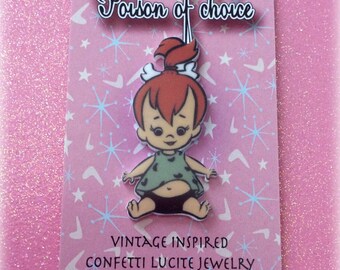 Poison of choice
VINTAGE INSPIRED
CONFETTI LUCITE JEWELRY